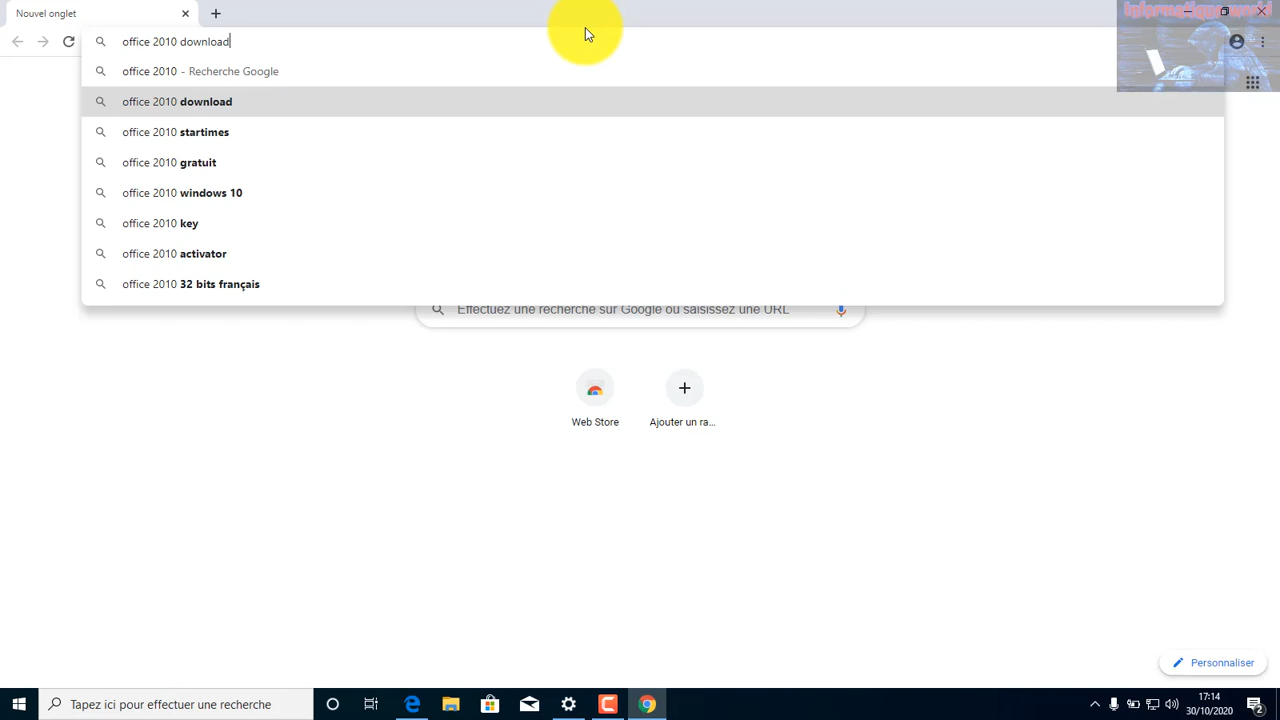 Nouvel onglet
informatique world
office 2010 download
office 2010 - Recherche Google
office 2010 download
office 2010 startimes
office 2010 gratuit
office 2010 windows 10
office 2010 key
office 2010 activator
office 2010 32 bits français
Effectuez une recherche sur Google ou saisissez une URL
Web Store
Ajouter un ra...
Personnaliser
Tapez ici pour effectuer une recherche
17:14
30/10/2020
2